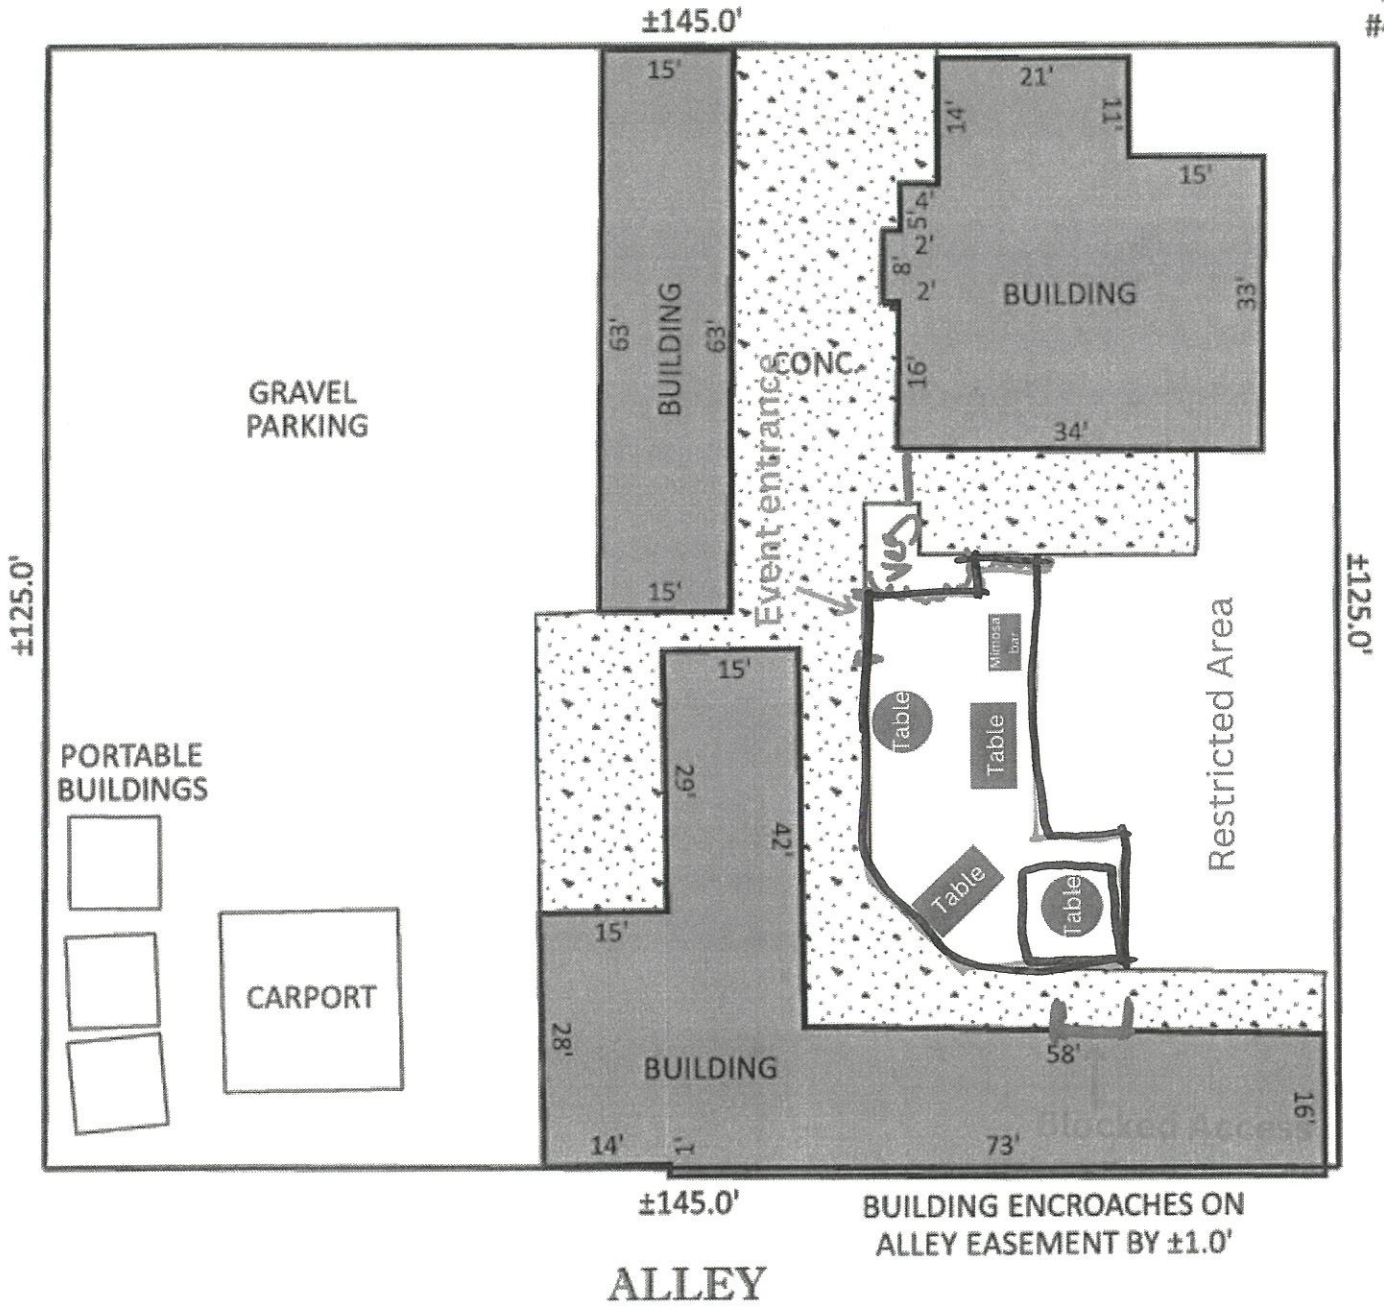 ±145.0'
15'
21'
14'
11'
15'
4'
5'
2'
8'
2'
BUILDING
33'
63'
BUILDING
63'
CONC.
16'
34'
GRAVEL
PARKING
Event entrance
±125.0'
±125.0'
15'
15'
Mimosa
bar
Table
Table
Restricted Area
PORTABLE
BUILDINGS
29'
42'
Table
Table
15'
CARPORT
28'
58'
BUILDING
16'
Blocked Access
14'
1'
73'
±145.0'
BUILDING ENCROACHES ON
ALLEY EASEMENT BY ±1.0'
ALLEY